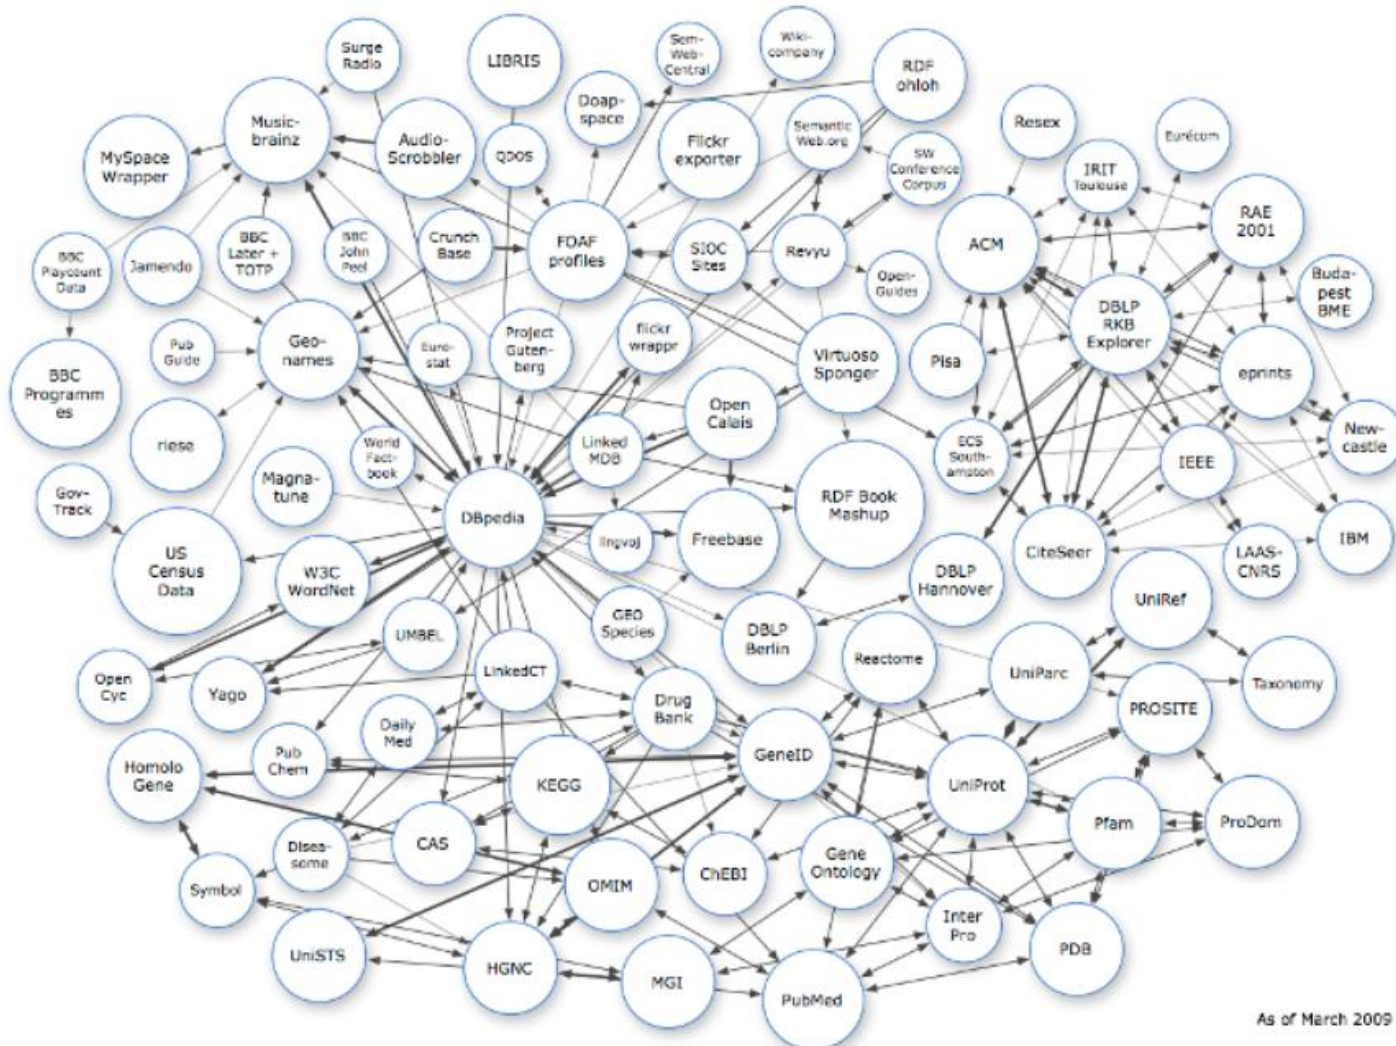 Surge
Radio
LIBRIS
Sem-
Web-
Central
Wiki-
company
RDF
ohloh
Music-
brainz
Audio-
Scrobbler
QDOS
Doap-
space
Flickr
exporter
Semantic
Web.org
SW
Conference
Corpus
Resex
Eurécom
MySpace
Wrapper
IRIT
Toulouse
RAE
2001
ACM
BBC
Playcount
Data
Jamendo
BBC
Later +
TOTP
BBC
John
Peel
Crunch
Base
FOAF
profiles
SIOC
Sites
Revyu
Open-
Guides
Buda-
pest
BME
DBLP
RKB
Explorer
Pub
Guide
Geo-
names
Euro-
stat
Project
Guten-
berg
flickr
wrappr
Virtuoso
Sponger
Pisa
eprints
BBC
Programm
es
riese
World
Fact-
book
Linked
MDB
Open
Calais
ECS
South-
ampton
IEEE
New-
castle
Gov-
Track
Magna-
tune
DBpedia
lingvoj
Freebase
RDF Book
Mashup
CiteSeer
LAAS-
CNRS
IBM
US
Census
Data
W3C
WordNet
DBLP
Hannover
UniRef
UMBEL
GEO
Species
DBLP
Berlin
Reactome
UniParc
Taxonomy
Open
Cyc
Yago
LinkedCT
Drug
Bank
PROSITE
Daily
Med
Pub
Chem
Homolo
Gene
KEGG
GeneID
UniProt
Pfam
ProDom
Disea-
some
CAS
Symbol
OMIM
ChEBI
Gene
Ontology
Inter
Pro
PDB
UniSTS
HGNC
MGI
PubMed
As of March 2009